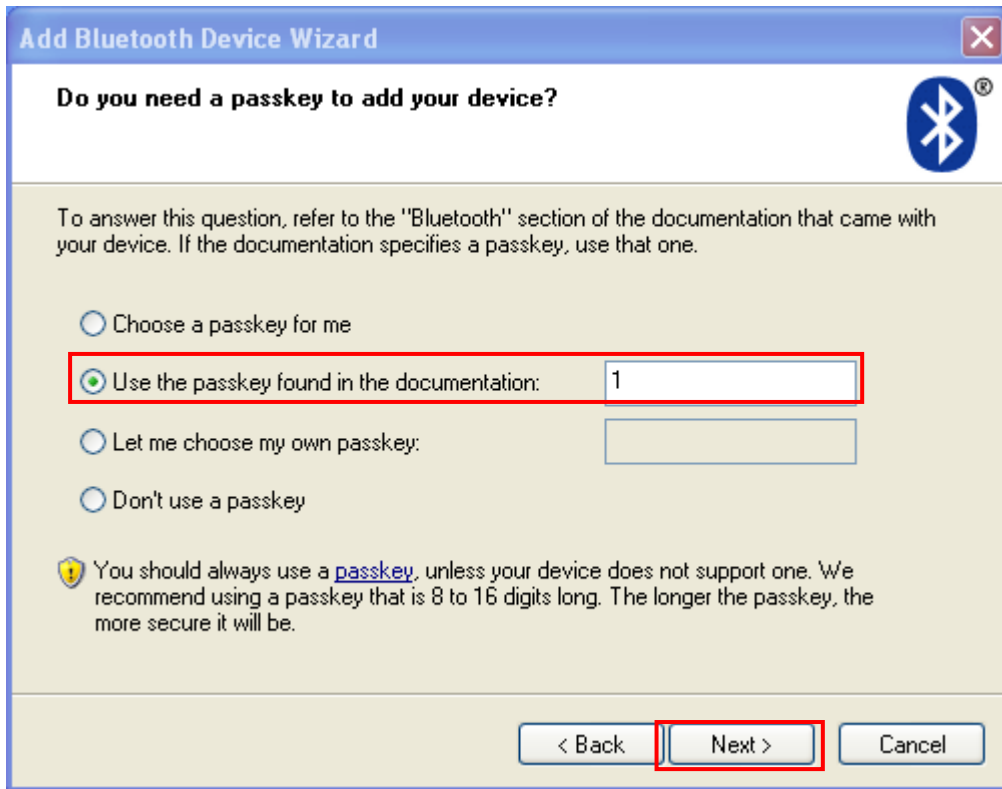 Add Bluetooth Device Wizard
Do you need a passkey to add your device?
®
To answer this question, refer to the "Bluetooth" section of the documentation that came with
your device. If the documentation specifies a passkey, use that one.
Choose a passkey for me
Use the passkey found in the documentation: 1
Let me choose my own passkey:
Don't use a passkey
You should always use a passkey, unless your device does not support one. We
recommend using a passkey that is 8 to 16 digits long. The longer the passkey, the
more secure it will be.
< Back Next > Cancel